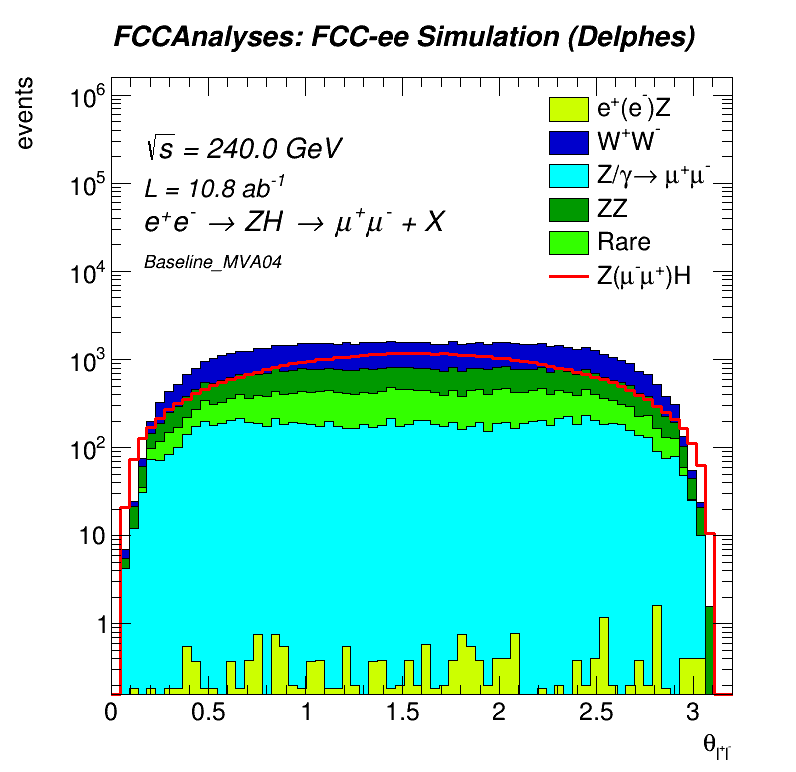 FCCAnalyses: FCC-ee Simulation (Delphes)
events
10⁶
10⁵
10⁴
10³
10²
10
1
√s = 240.0 GeV
L = 10.8 ab⁻¹
e⁺e⁻ → ZH → μ⁺μ⁻ + X
Baseline_MVA04
e⁺(e⁻)Z
W⁺W⁻
Z/γ→ μ⁺μ⁻
ZZ
Rare
Z(μ⁻μ⁺)H
0 0.5 1 1.5 2 2.5 3
θ_{l⁺l⁻}